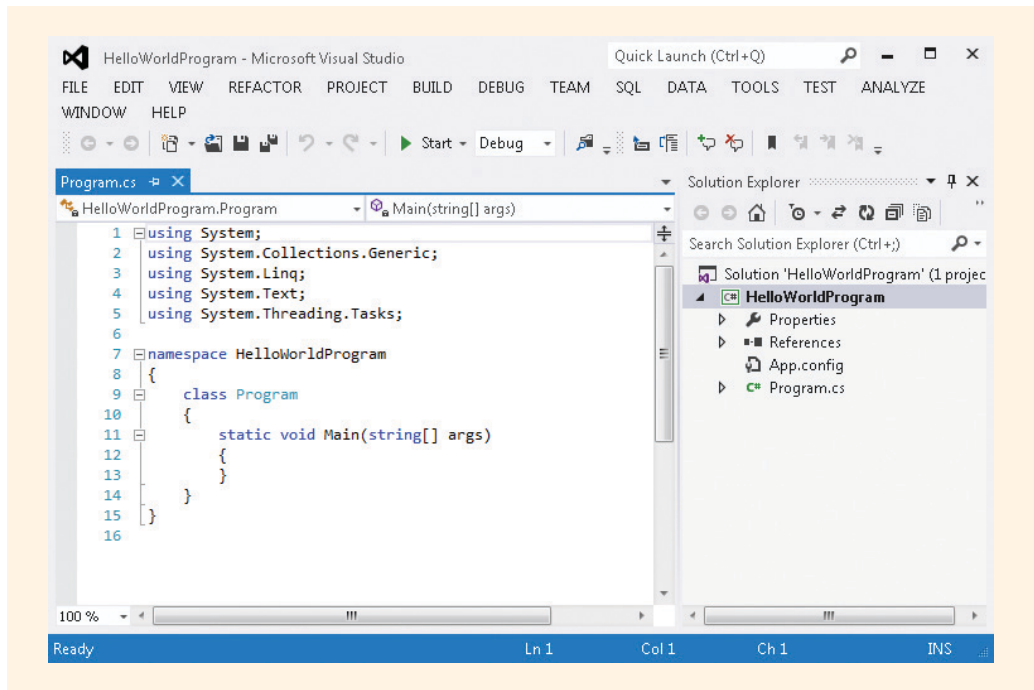 HelloWorldProgram - Microsoft Visual Studio
Quick Launch (Ctrl+Q)
FILE EDIT VIEW REFACTOR PROJECT BUILD DEBUG TEAM SQL DATA TOOLS TEST ANALYZE
WINDOW HELP
Start Debug
Program.cs
HelloWorldProgram.Program
Main(string[] args)
1 using System;
2 using System.Collections.Generic;
3 using System.Linq;
4 using System.Text;
5 using System.Threading.Tasks;
6
7 namespace HelloWorldProgram
8 {
9 class Program
10 {
11 static void Main(string[] args)
12 {
13 }
14 }
15 }
16
100 %
Solution Explorer
Search Solution Explorer (Ctrl+;)
Solution 'HelloWorldProgram' (1 projec
C# HelloWorldProgram
Properties
References
App.config
C# Program.cs
Ready Ln 1 Col 1 Ch 1 INS